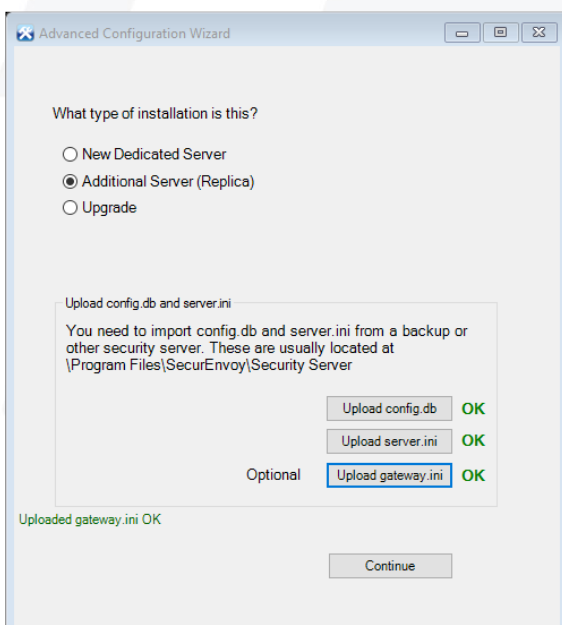 Advanced Configuration Wizard
What type of installation is this?
New Dedicated Server
Additional Server (Replica)
Upgrade
Upload config.db and server.ini
You need to import config.db and server.ini from a backup or
other security server. These are usually located at
\Program Files\SecurEnvoy\Security Server
Upload config.db OK
Upload server.ini OK
Optional Upload gateway.ini OK
Uploaded gateway.ini OK
Continue